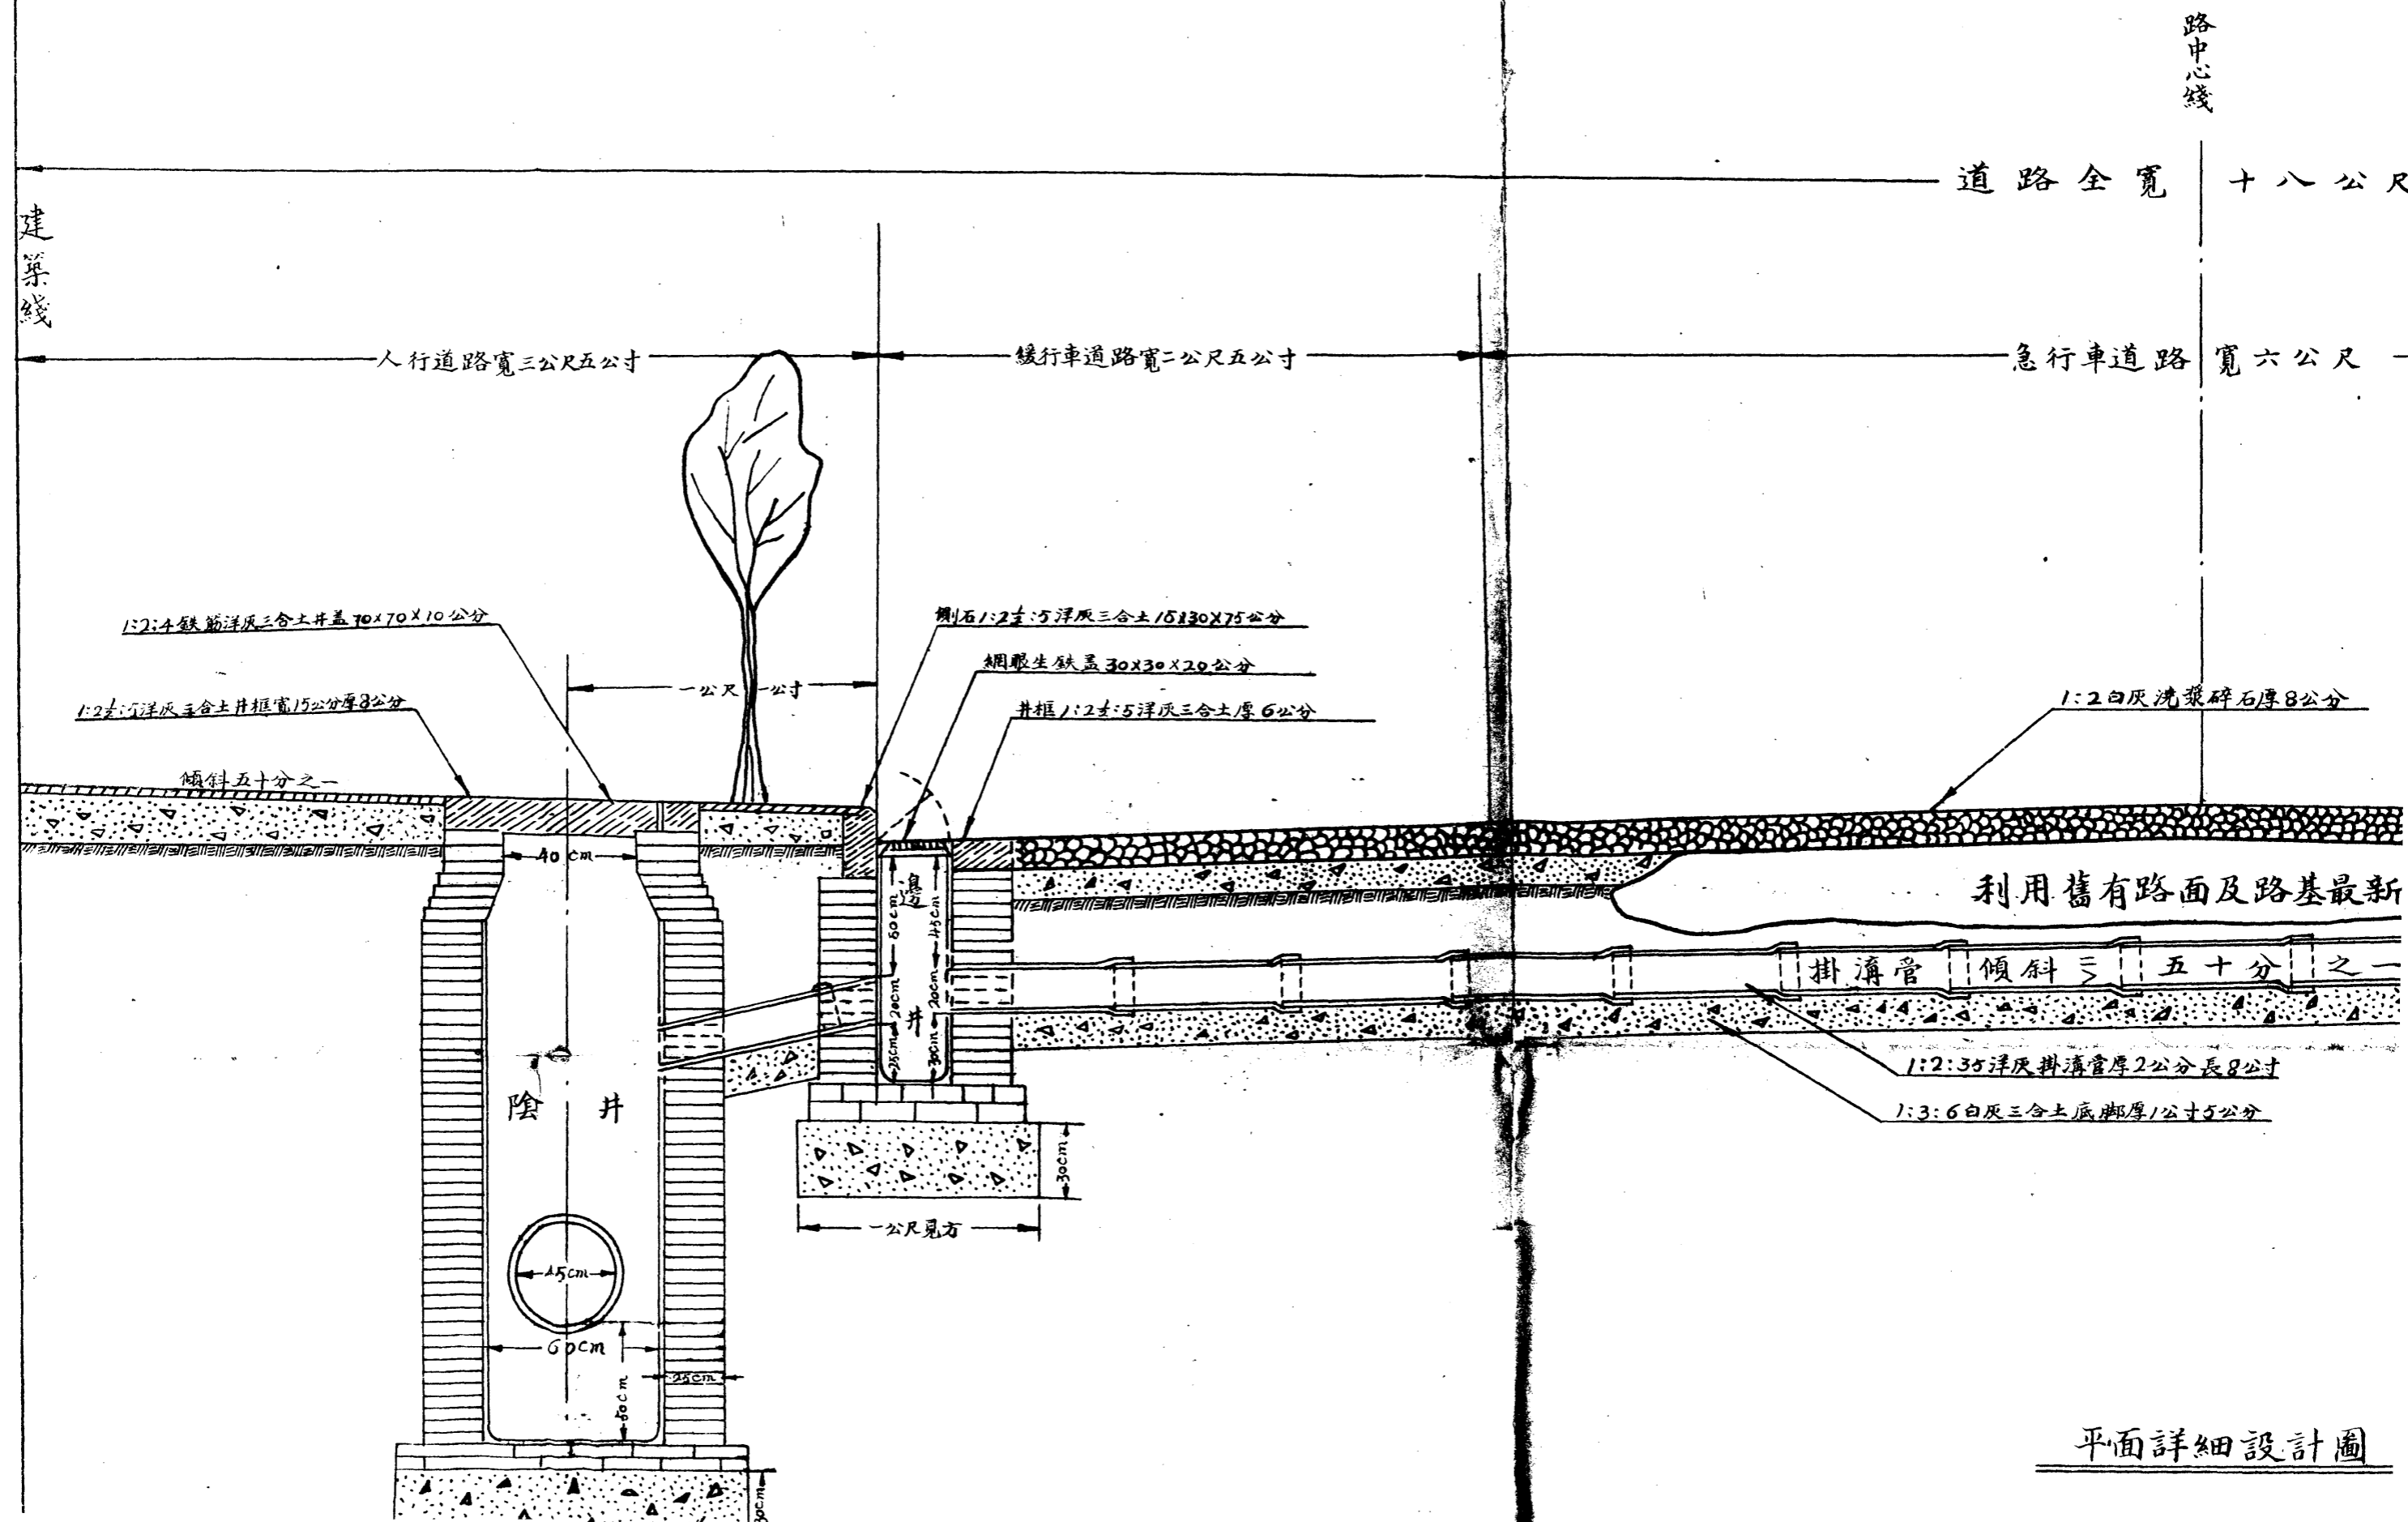 路中心綫
道路全寬 十八公尺
建築綫
人行道路寬三公尺五公寸
緩行車道路寬二公尺五公寸
急行車道路 寬六公尺
1:2:4鉄筋洋灰三合土井盖70×70×10公分
側石1:2½:5洋灰三合土15×30×75公分
網眼生鉄盖30×30×20公分
一公尺一公寸
1:2½:5洋灰三合土井框寬15公分厚8公分
井框1:2½:5洋灰三合土厚6公分
1:2白灰澆漿碎石厚8公分
傾斜五十分之一
40cm
邊井
50cm
45cm
20cm
20cm
25cm
30cm
利用舊有路面及路基最新
掛溝管 傾斜 五十分之一
1:2:35洋灰掛溝管厚2公分長8公寸
1:3:6白灰三合土底脚厚1公寸5公分
陰井
30cm
一公尺見方
45cm
60cm
25cm
50cm
30cm
平面詳細設計圖